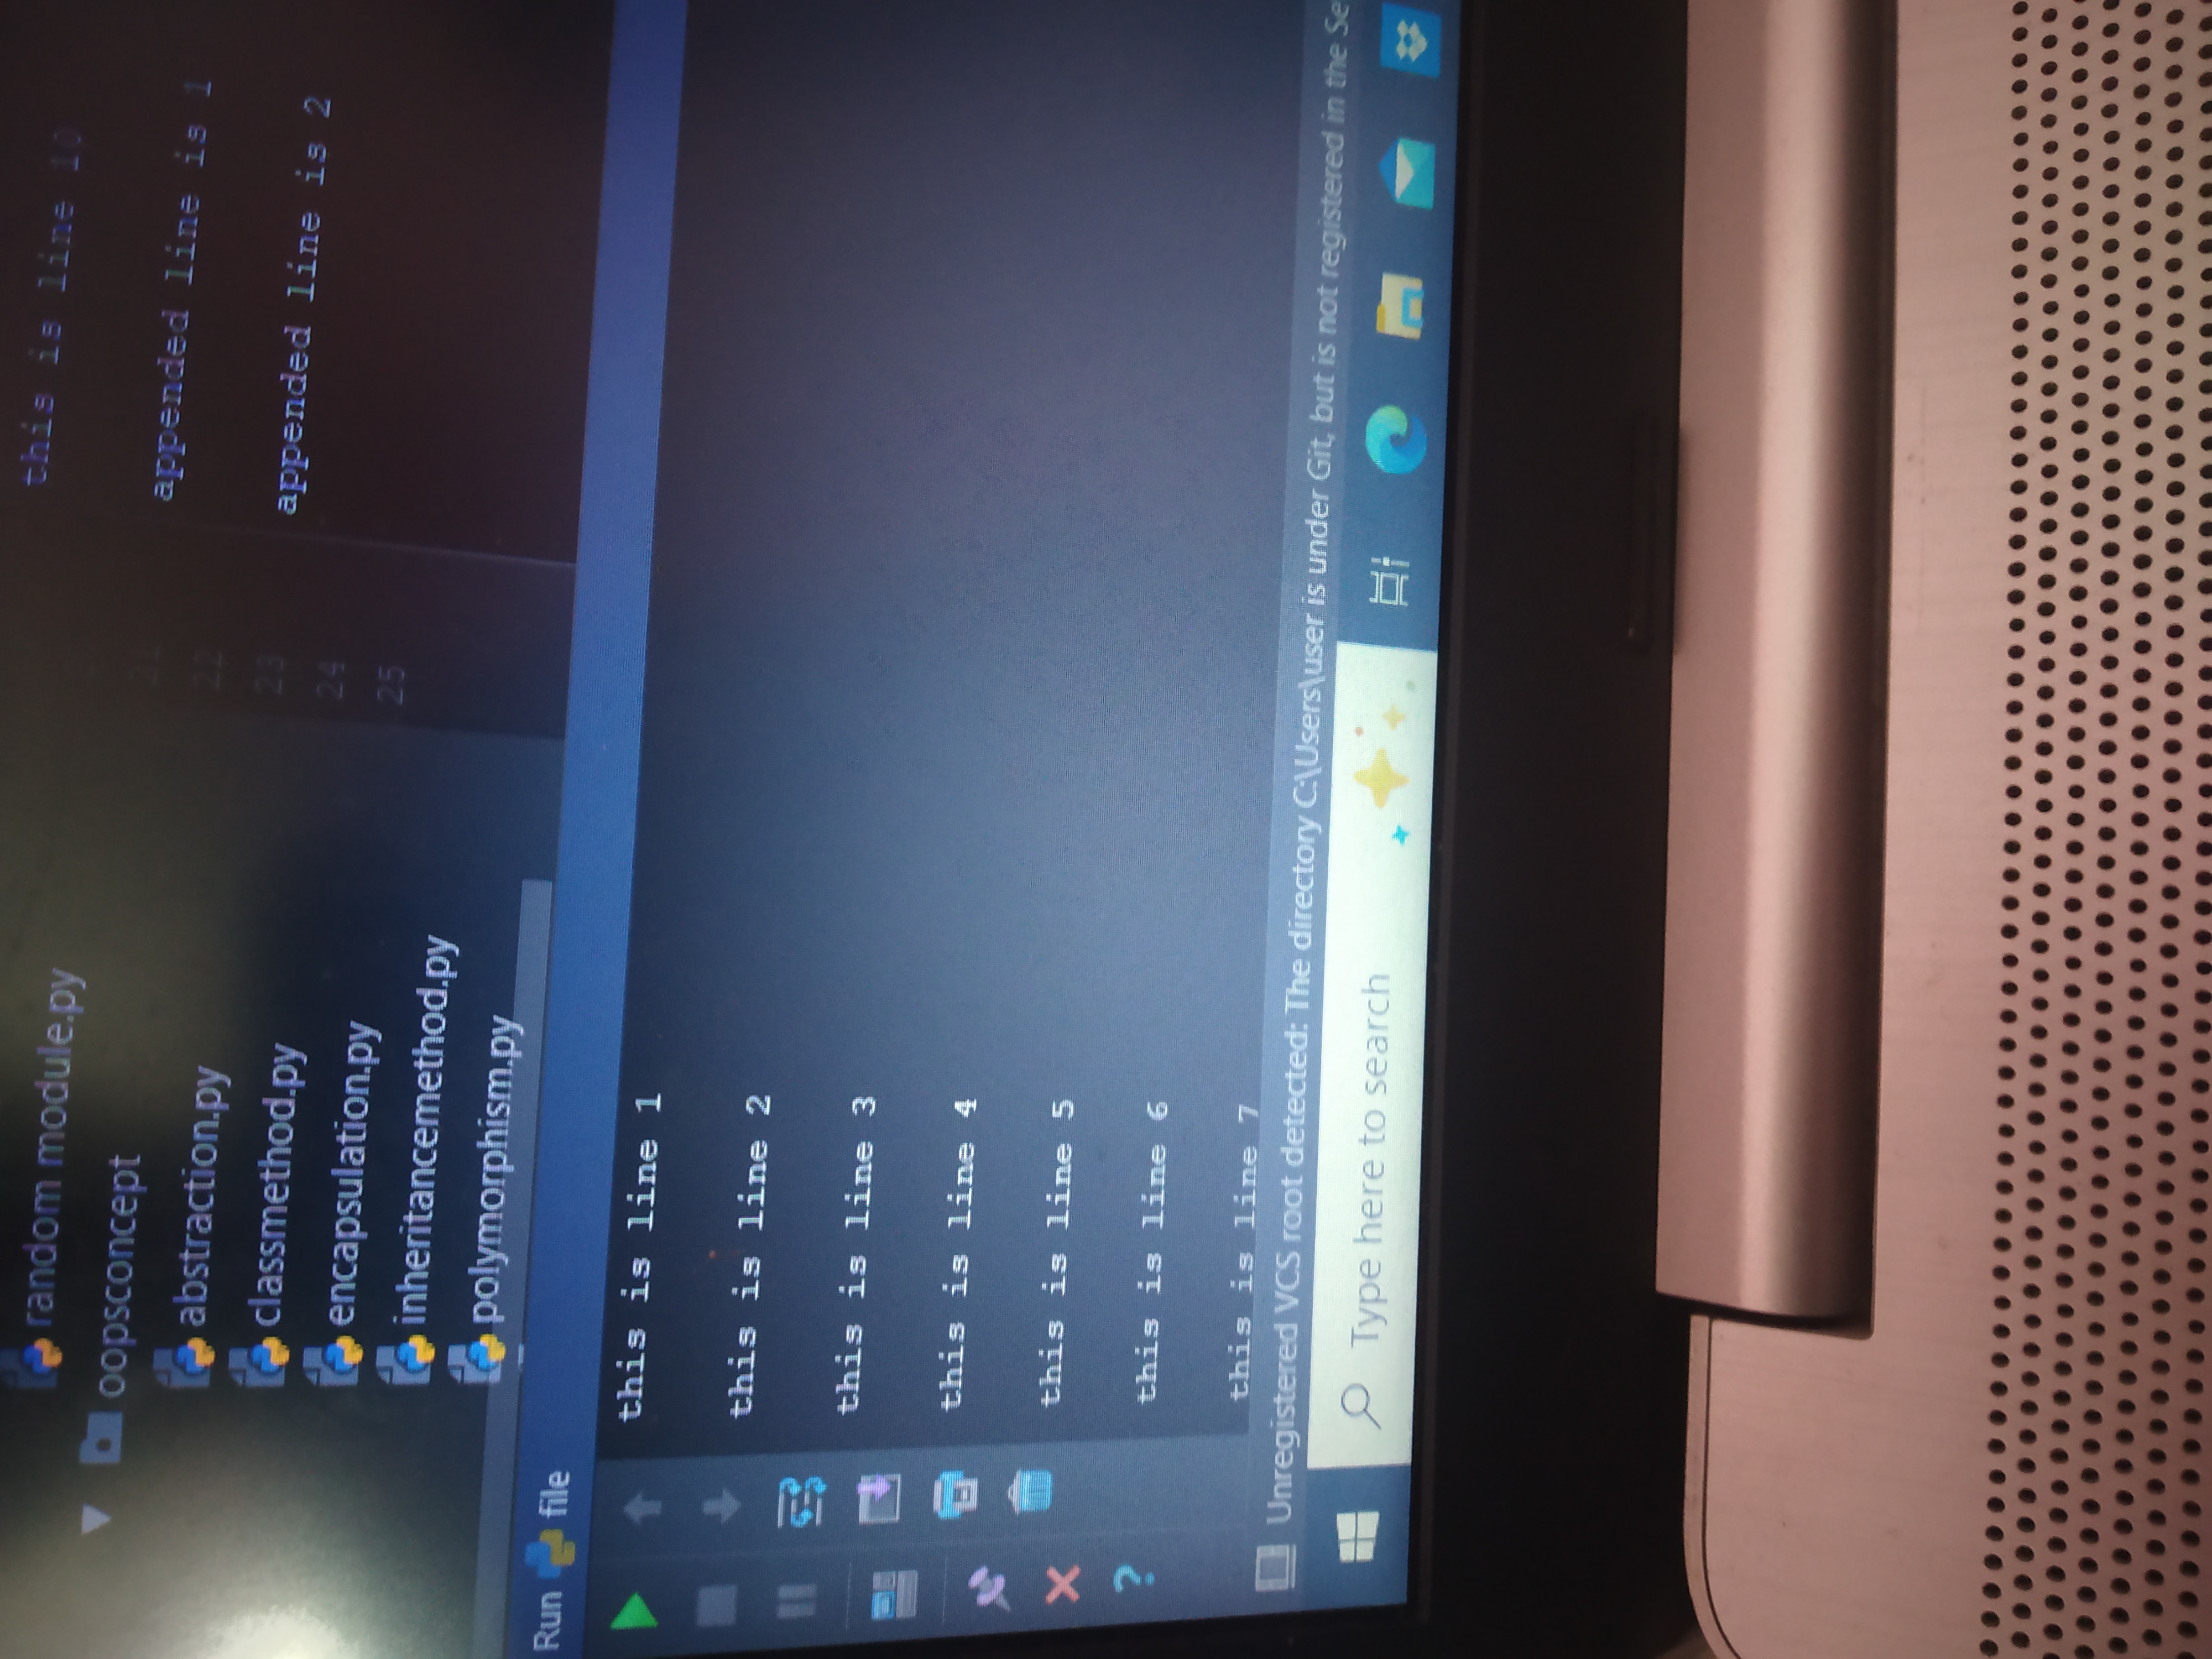 random module.py
oopsconcept
abstraction.py
classmethod.py
encapsulation.py
inheritancemethod.py
polymorphism.py
this is line 10
21
22
appended line is 1
23
24
appended line is 2
25
Run file
this is line 1
this is line 2
this is line 3
this is line 4
this is line 5
this is line 6
this is line 7
Unregistered VCS root detected: The directory C:\Users\user is under Git, but is not registered in the Se
Type here to search